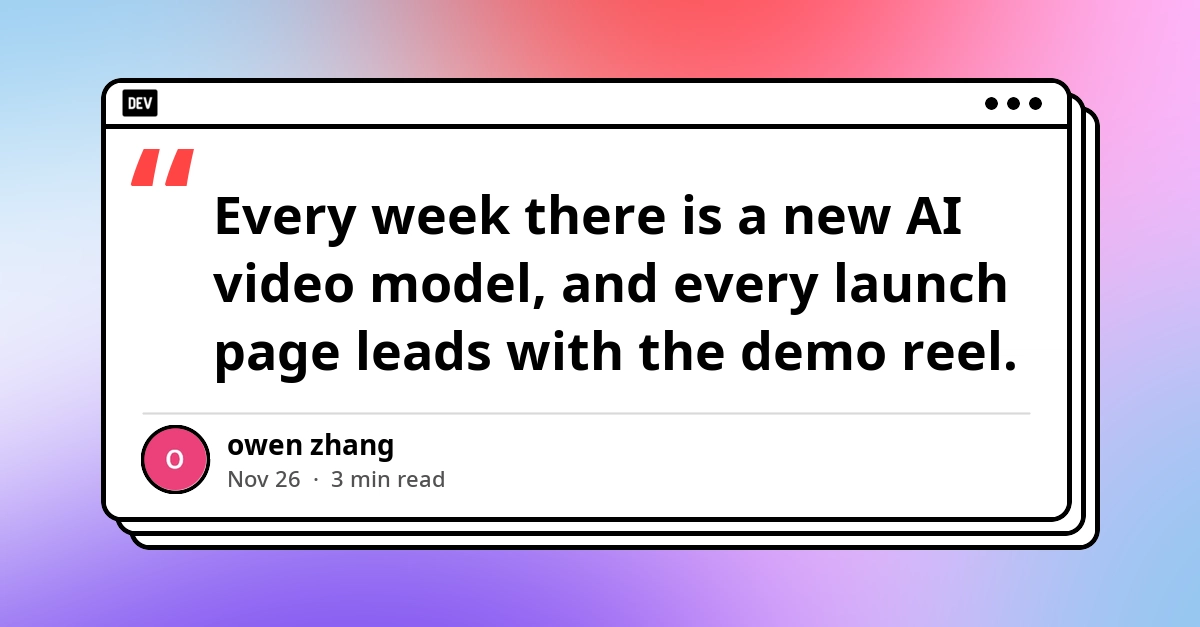 DEV
“
Every week there is a new AI
video model, and every launch
page leads with the demo reel.
O
owen zhang
Nov 26 · 3 min read